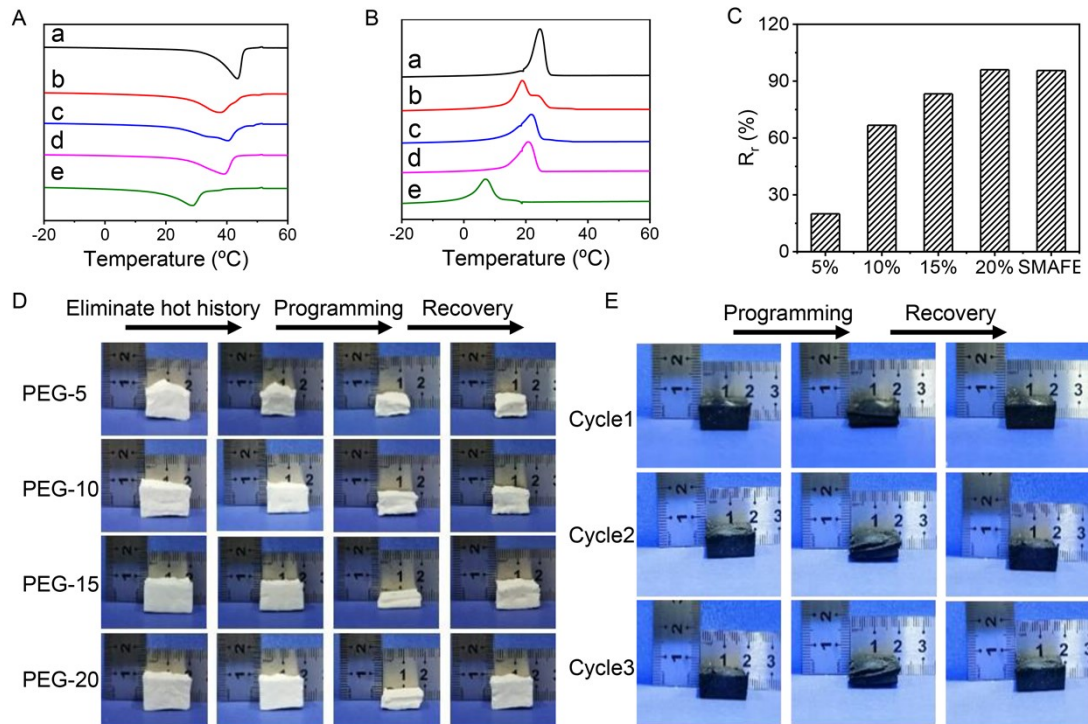 A
a
b
c
d
e
-20 0 20 40 60
Temperature (ºC)
B
a
b
c
d
e
-20 0 20 40 60
Temperature (ºC)
C
120
90
60
30
0
Rr (%)
5% 10% 15% 20% SMAFE
D
Eliminate hot history Programming Recovery
PEG-5
PEG-10
PEG-15
PEG-20
E
Programming Recovery
Cycle1
Cycle2
Cycle3